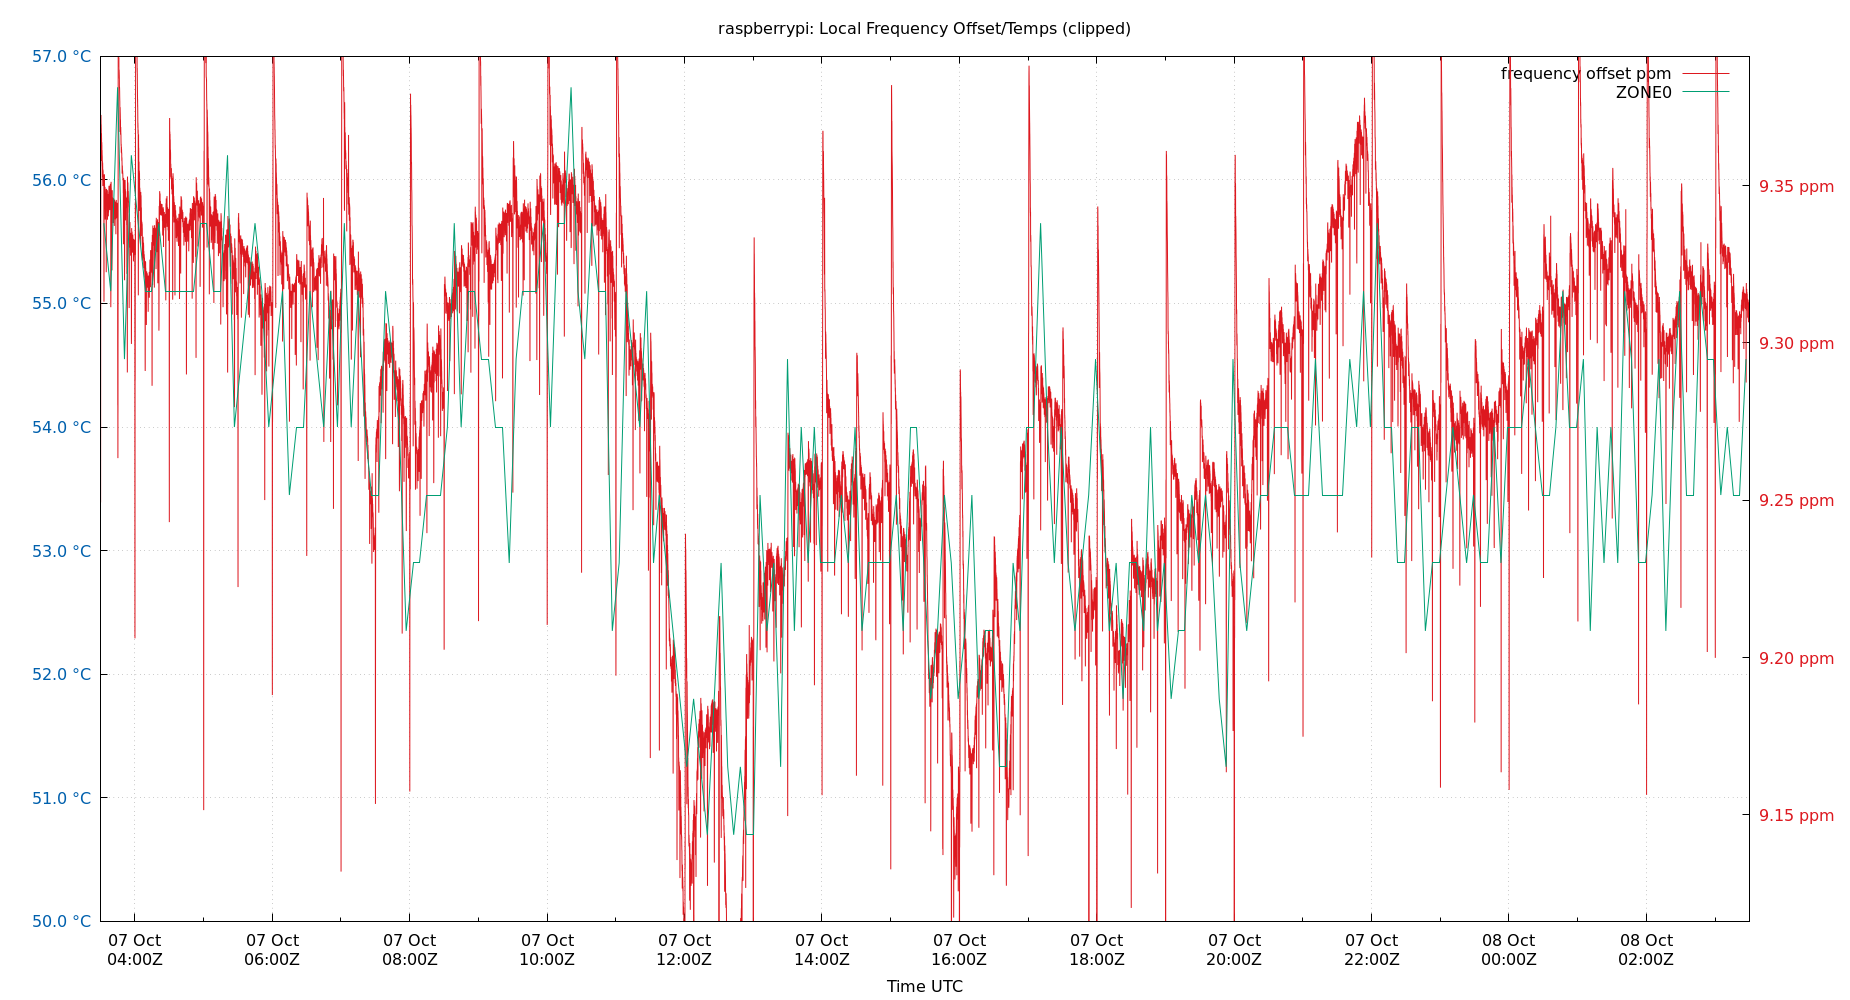 raspberrypi: Local Frequency Offset/Temps (clipped)
57.0 °C
56.0 °C
55.0 °C
54.0 °C
53.0 °C
52.0 °C
51.0 °C
50.0 °C
frequency offset ppm
ZONE0
9.35 ppm
9.30 ppm
9.25 ppm
9.20 ppm
9.15 ppm
07 Oct 07 Oct 07 Oct 07 Oct 07 Oct 07 Oct 07 Oct 07 Oct 07 Oct 07 Oct 08 Oct 08 Oct
04:00Z 06:00Z 08:00Z 10:00Z 12:00Z 14:00Z 16:00Z 18:00Z 20:00Z 22:00Z 00:00Z 02:00Z
Time UTC